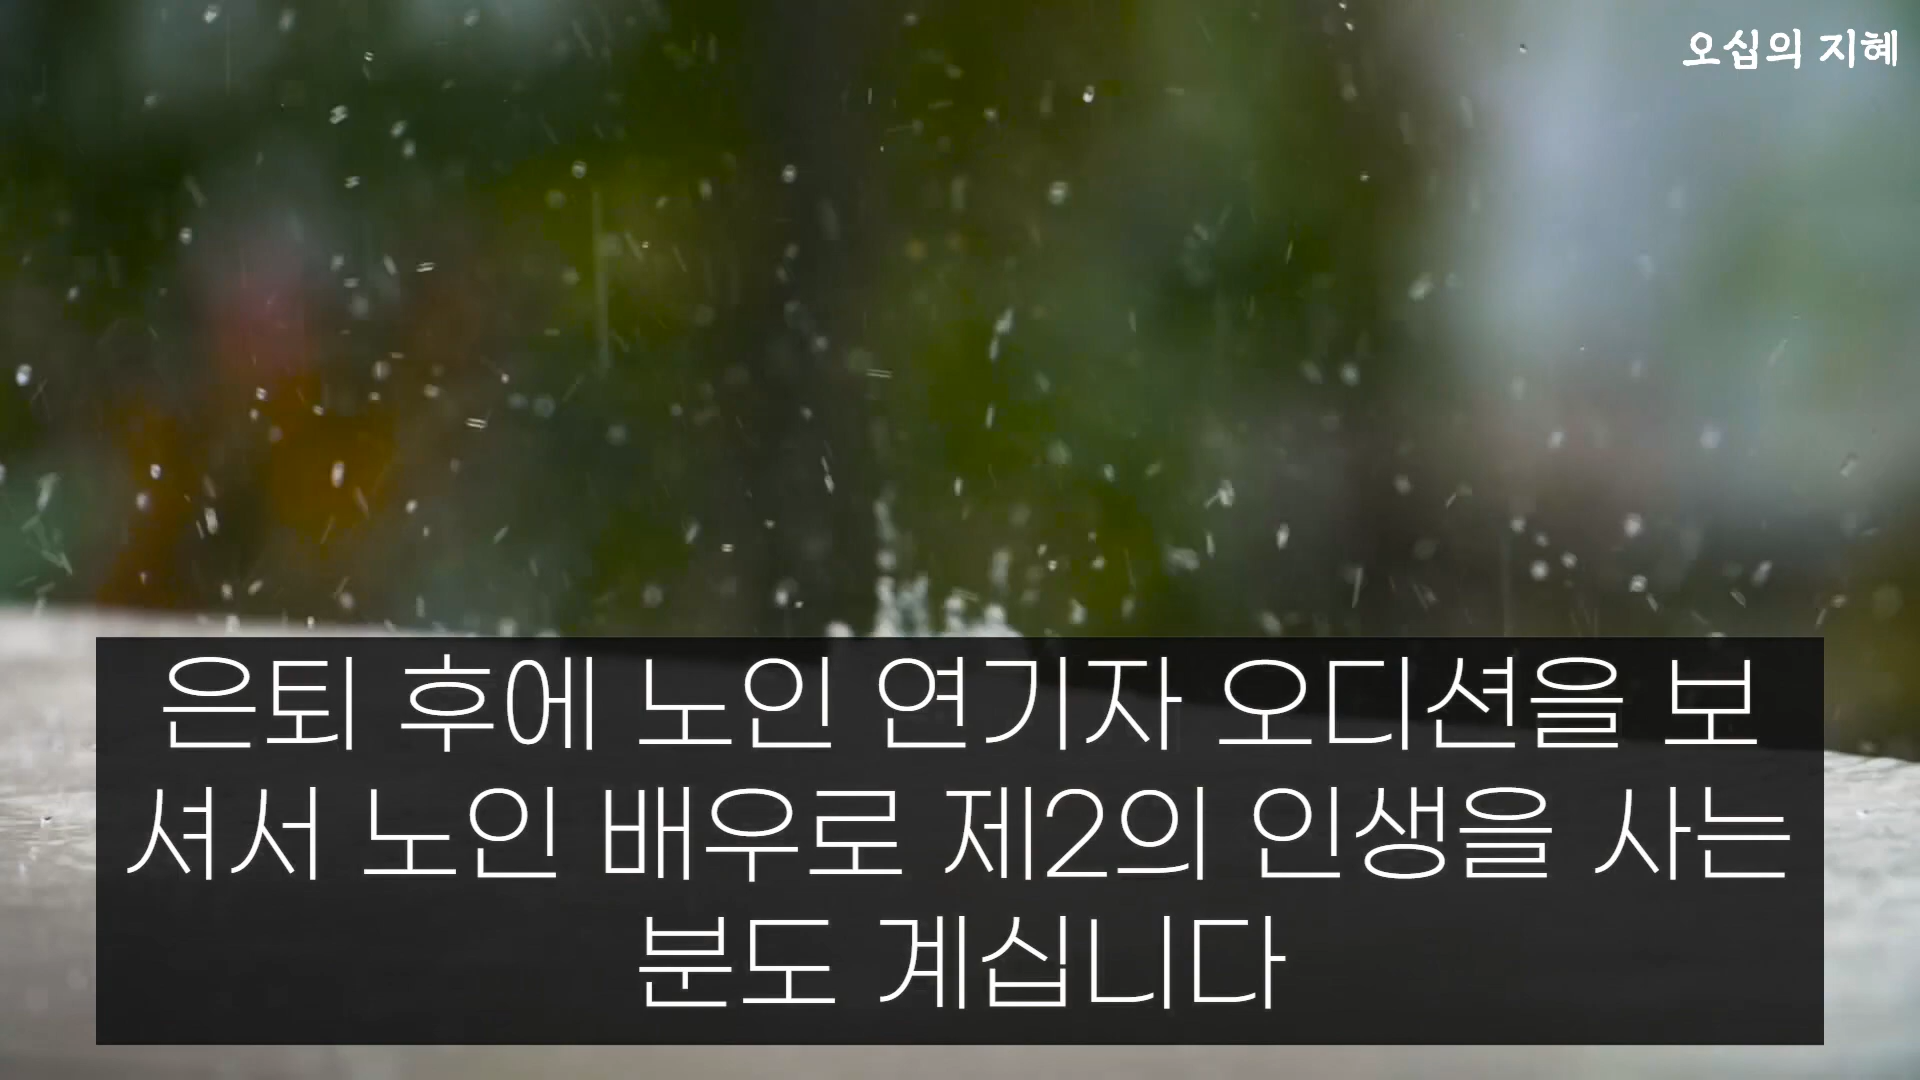 오십의 지혜
은퇴 후에 노인 연기자 오디션을 보
셔서 노인 배우로 제2의 인생을 사는
분도 계십니다